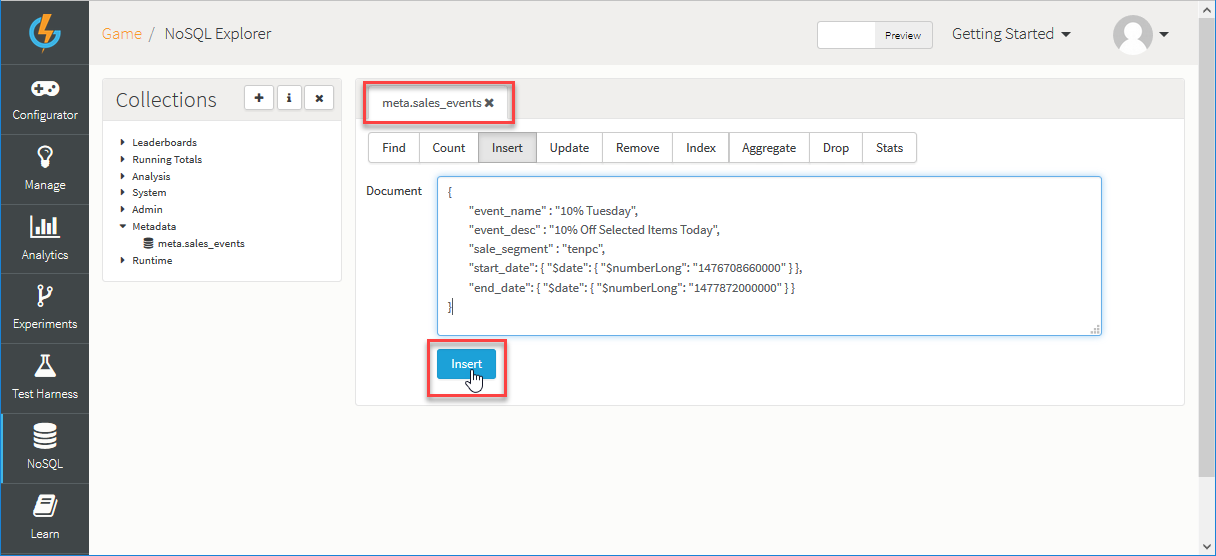 Game / NoSQL Explorer
Preview
Getting Started
Configurator
Manage
Analytics
Experiments
Test Harness
NoSQL
Learn
Collections
Leaderboards
Running Totals
Analysis
System
Admin
Metadata
meta.sales_events
Runtime
meta.sales_events
Find Count Insert Update Remove Index Aggregate Drop Stats
Document
{
"event_name" : "10% Tuesday",
"event_desc" : "10% Off Selected Items Today",
"sale_segment" : "tenpc",
"start_date": { "$date": { "$numberLong": "1476708660000" } },
"end_date": { "$date": { "$numberLong": "1477872000000" } }
}
Insert